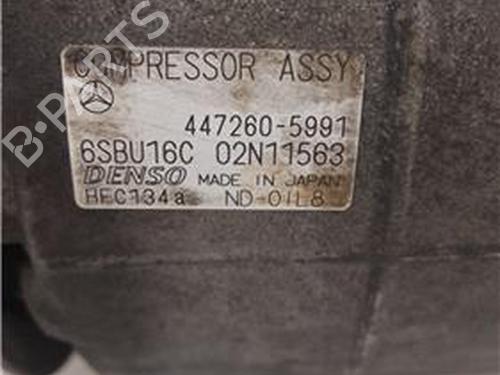 COMPRESSOR ASSY
447260-5991
6SBU16C 02N11563
DENSO MADE IN JAPAN
HFC134a ND-OIL8
B-PARTS